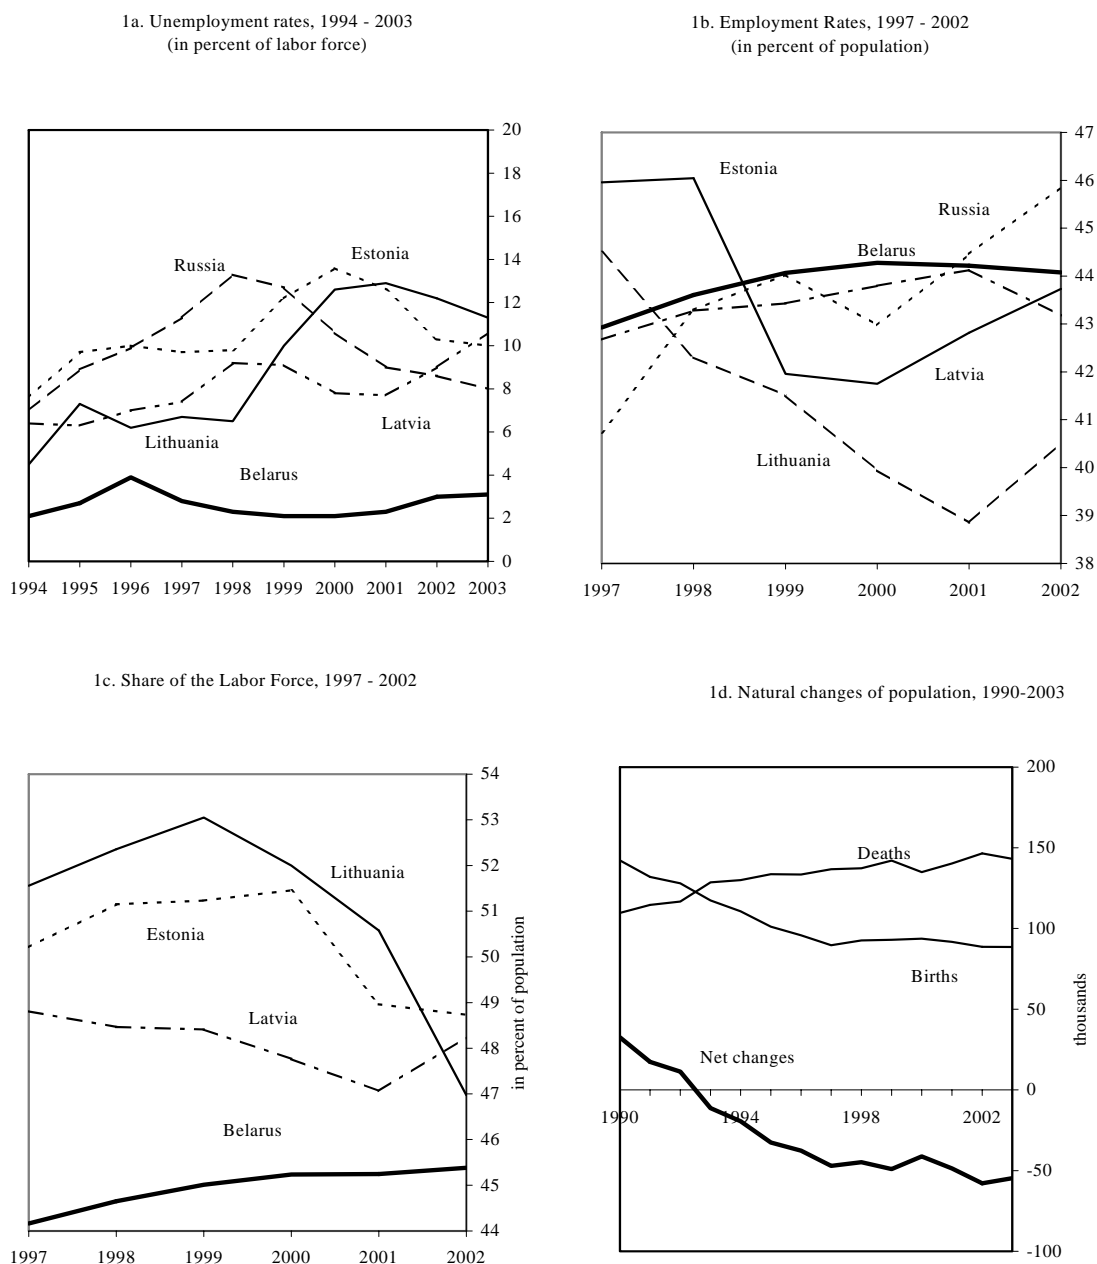 1a. Unemployment rates, 1994 - 2003
(in percent of labor force)
20
18
16
14
12
10
8
6
4
2
0
Russia
Estonia
Lithuania
Latvia
Belarus
1994 1995 1996 1997 1998 1999 2000 2001 2002 2003
1b. Employment Rates, 1997 - 2002
(in percent of population)
47
46
45
44
43
42
41
40
39
38
Estonia
Russia
Belarus
Latvia
Lithuania
1997 1998 1999 2000 2001 2002
1c. Share of the Labor Force, 1997 - 2002
54
53
52
51
50
49
48
47
46
45
44
in percent of population
Lithuania
Estonia
Latvia
Belarus
1997 1998 1999 2000 2001 2002
1d. Natural changes of population, 1990-2003
200
150
100
50
0
-50
-100
thousands
Deaths
Births
Net changes
1990 1994 1998 2002